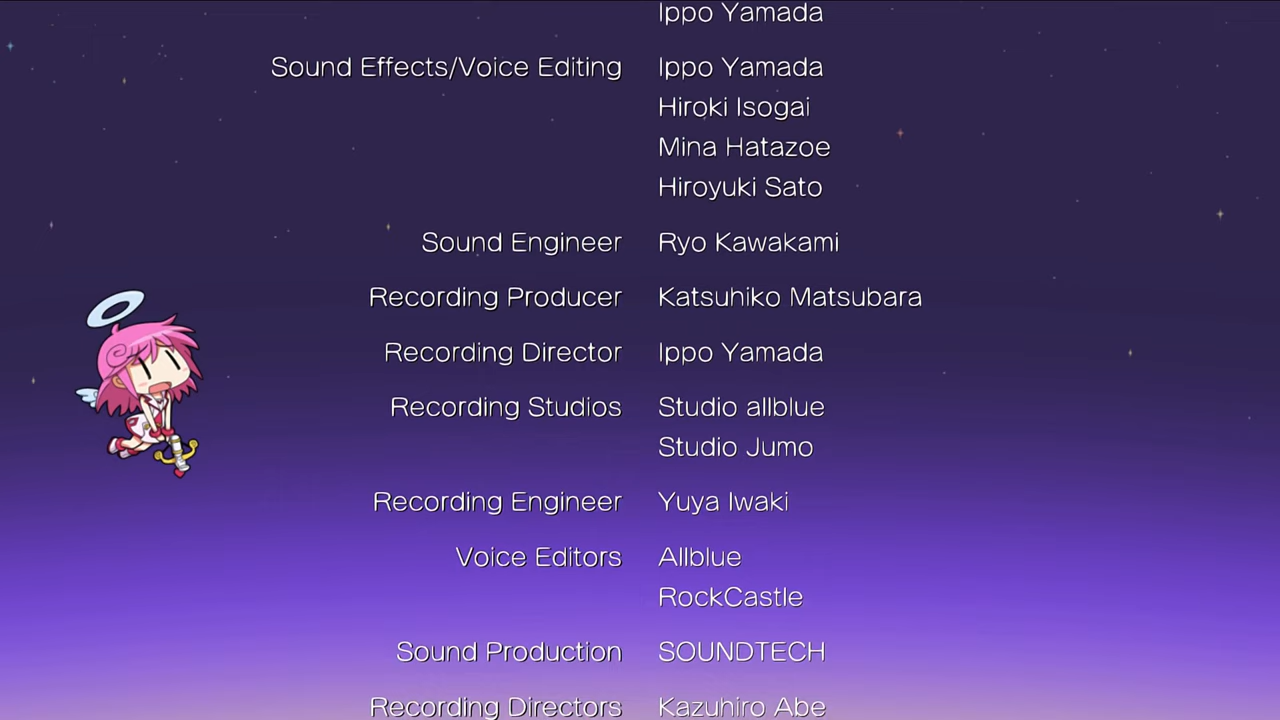 Ippo Yamada
Sound Effects/Voice Editing Ippo Yamada
Hiroki Isogai
Mina Hatazoe
Hiroyuki Sato
Sound Engineer Ryo Kawakami
Recording Producer Katsuhiko Matsubara
Recording Director Ippo Yamada
Recording Studios Studio allblue
Studio Jumo
Recording Engineer Yuya Iwaki
Voice Editors Allblue
RockCastle
Sound Production SOUNDTECH
Recording Directors Kazuhiro Abe